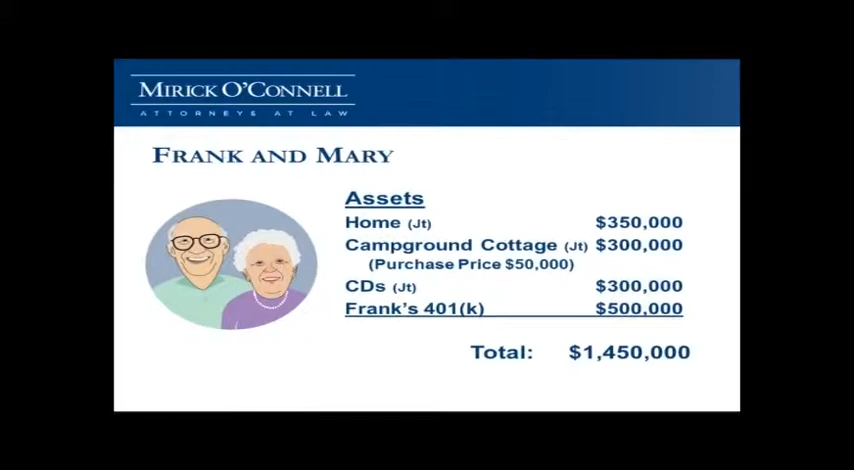 MIRICK O'CONNELL
ATTORNEYS AT LAW
FRANK AND MARY
Assets
Home (Jt) $350,000
Campground Cottage (Jt) $300,000
(Purchase Price $50,000)
CDs (Jt) $300,000
Frank's 401(k) $500,000
Total: $1,450,000